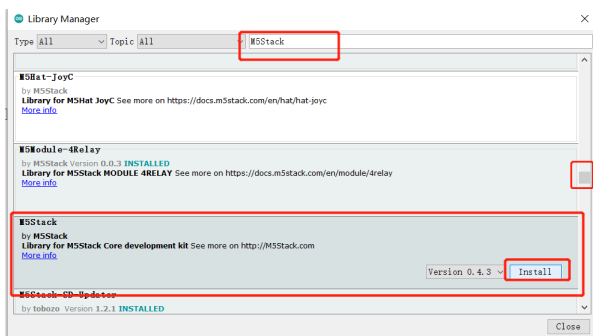 Library Manager
Type All Topic All M5Stack
M5Hat-JoyC
by M5Stack
Library for M5Hat JoyC See more on https://docs.m5stack.com/en/hat/hat-joyc
More info
M5Module-4Relay
by M5Stack Version 0.0.3 INSTALLED
Library for M5Stack MODULE 4RELAY See more on https://docs.m5stack.com/en/module/4relay
More info
M5Stack
by M5Stack
Library for M5Stack Core development kit See more on http://M5Stack.com
More info
Version 0.4.3 Install
M5Stack-SD-Updater
by tobozo Version 1.2.1 INSTALLED
Close